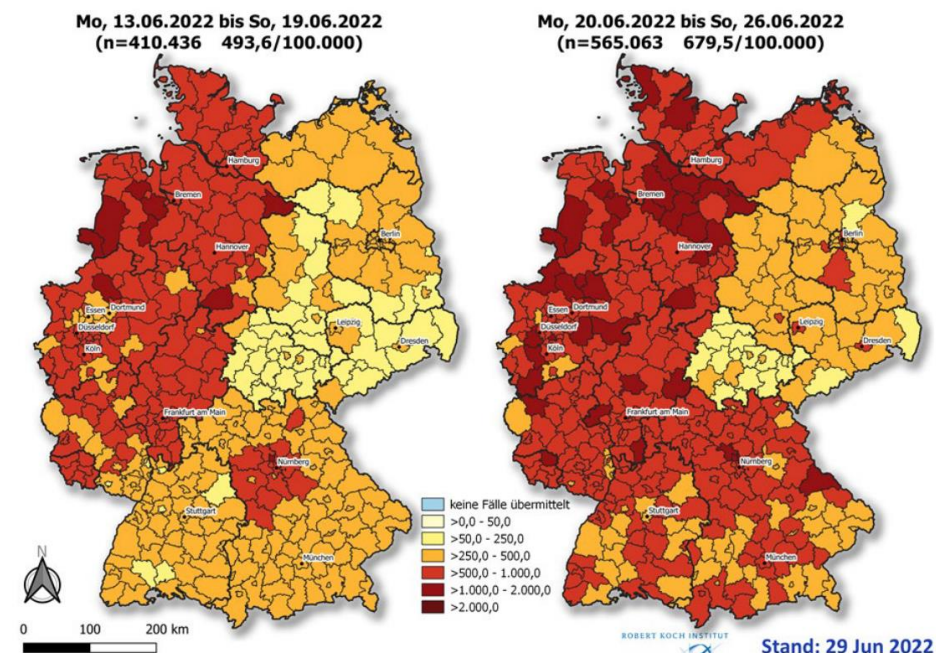 Mo, 13.06.2022 bis So, 19.06.2022
(n=410.436 493,6/100.000)
Mo, 20.06.2022 bis So, 26.06.2022
(n=565.063 679,5/100.000)
Hamburg
Bremen
Berlin
Hannover
Essen
Dortmund
Düsseldorf
Leipzig
Köln
Dresden
Frankfurt am Main
Nürnberg
Stuttgart
München
Hamburg
Bremen
Berlin
Hannover
Essen
Dortmund
Düsseldorf
Leipzig
Köln
Dresden
Frankfurt am Main
Nürnberg
Stuttgart
München
keine Fälle übermittelt
>0,0 - 50,0
>50,0 - 250,0
>250,0 - 500,0
>500,0 - 1.000,0
>1.000,0 - 2.000,0
>2.000,0
N
0 100 200 km
ROBERT KOCH INSTITUT
Stand: 29 Jun 2022